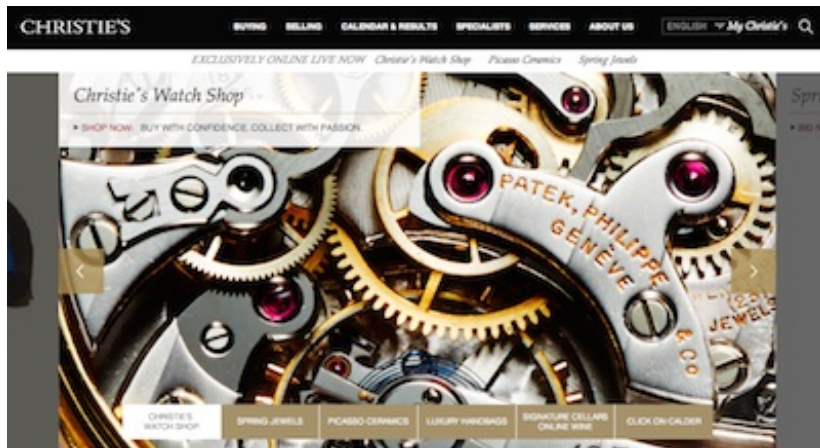 CHRISTIE'S
BUYING SELLING CALENDAR & RESULTS SPECIALISTS SERVICES ABOUT US ENGLISH My Christie's
EXCLUSIVELY ONLINE LIVE NOW Christie's Watch Shop Picasso Ceramics Spring Jewels
Christie's Watch Shop
SHOP NOW: BUY WITH CONFIDENCE. COLLECT WITH PASSION.
Spri
BID
PATEK, PHILIPPE & CO
GENÈVE
JEWELS
CHRISTIE'S
WATCH SHOP
SPRING JEWELS
PICASSO CERAMICS
LUXURY HANDBAGS
SIGNATURE CELLARS
ONLINE WINE
CLICK ON CALDER